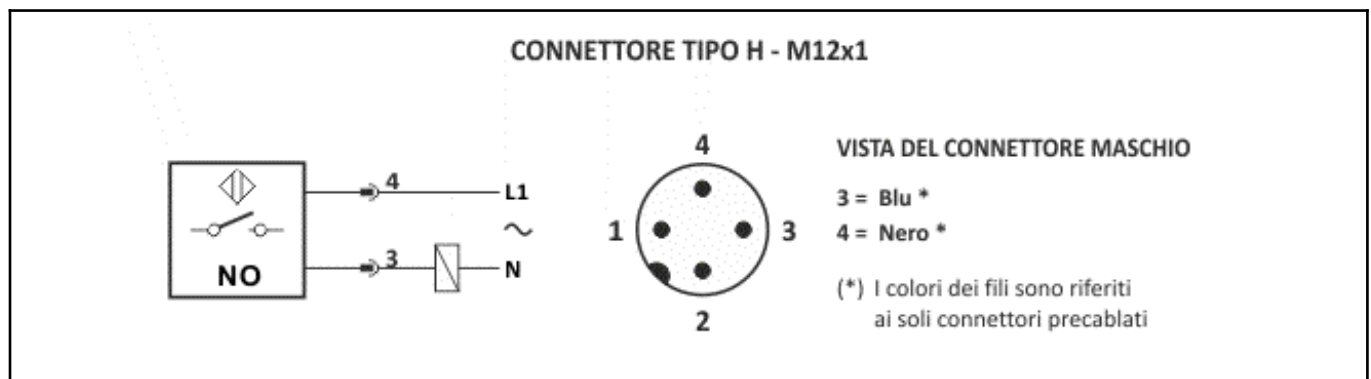 CONNETTORE TIPO H - M12x1
4
L1
3
N
NO
4
1
3
2
VISTA DEL CONNETTORE MASCHIO
3 = Blu *
4 = Nero *
(*) I colori dei fili sono riferiti
ai soli connettori precablati